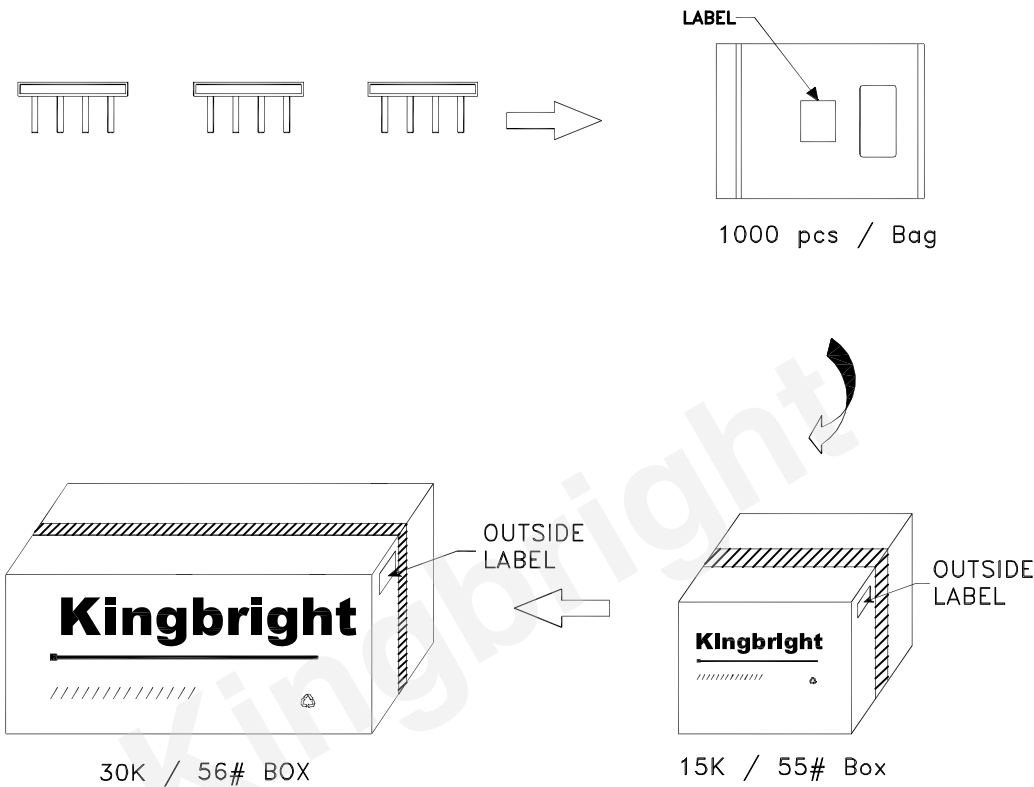 LABEL
1000 pcs / Bag
OUTSIDE
LABEL
Kingbright
30K / 56# BOX
OUTSIDE
LABEL
Kingbright
15K / 55# Box
Kingbright